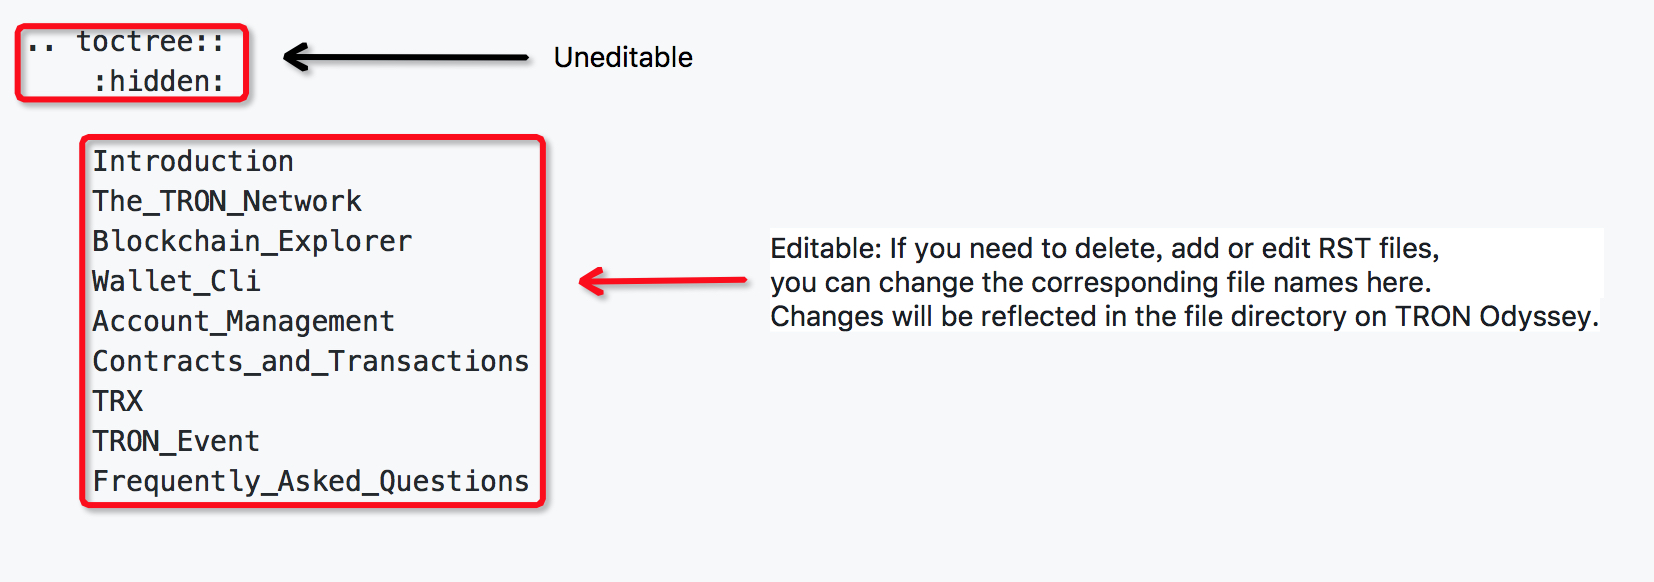 .. toctree::
:hidden:
Uneditable
Introduction
The_TRON_Network
Blockchain_Explorer
Wallet_Cli
Account_Management
Contracts_and_Transactions
TRX
TRON_Event
Frequently_Asked_Questions
Editable: If you need to delete, add or edit RST files,
you can change the corresponding file names here.
Changes will be reflected in the file directory on TRON Odyssey.